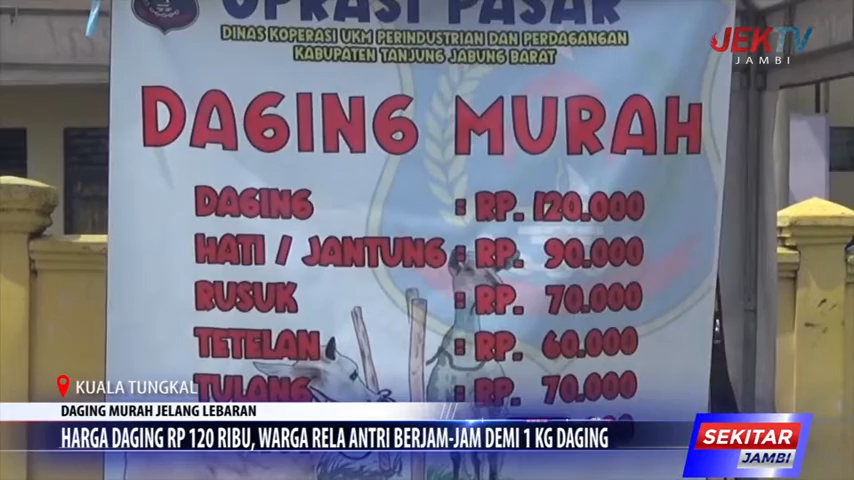 OPRASI PASAR
DINAS KOPERASI UKM PERINDUSTRIAN DAN PERDAGANGAN
KABUPATEN TANJUNG JABUNG BARAT
JEKTV
JAMBI
DAGING MURAH
DAGING : RP. 120.000
HATI / JANTUNG : RP. 90.000
RUSUK : RP. 70.000
TETELAN : RP. 60.000
TULANG : RP. 70.000
KUALA TUNGKAL
DAGING MURAH JELANG LEBARAN
HARGA DAGING RP 120 RIBU, WARGA RELA ANTRI BERJAM-JAM DEMI 1 KG DAGING
SEKITAR
JAMBI